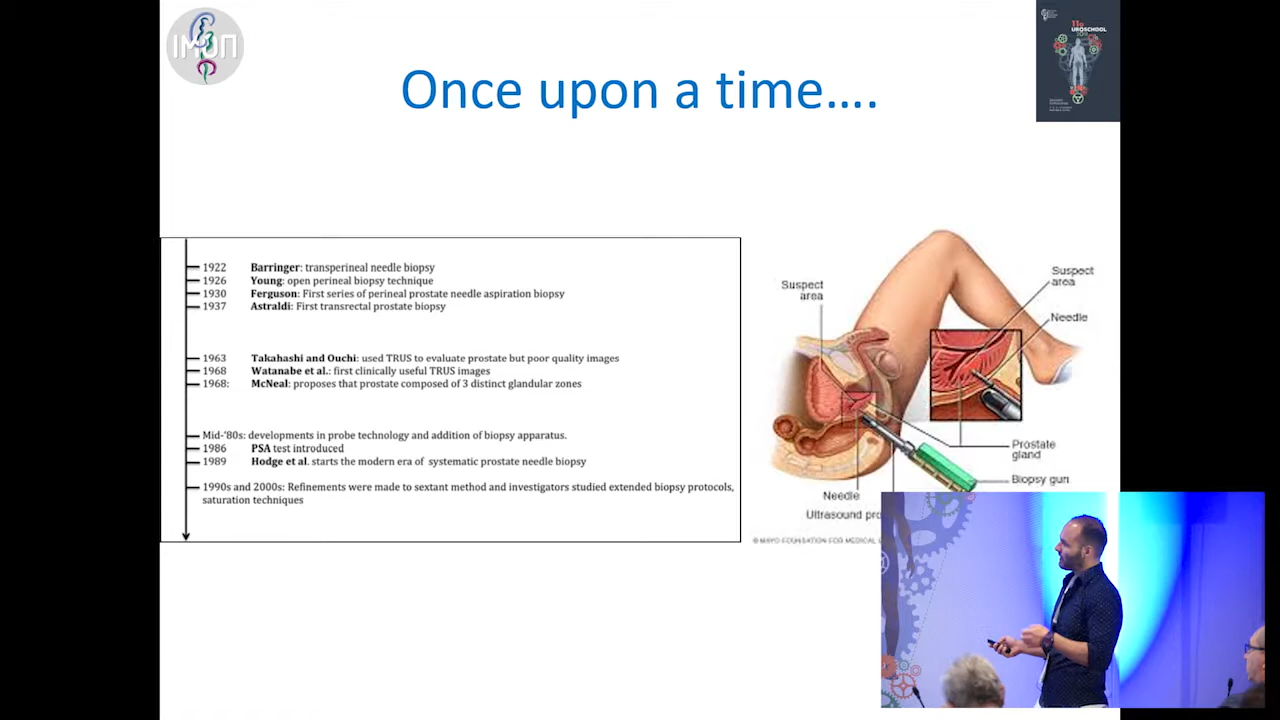 IMOP
11o
UROSCHOOL
Once upon a time….
1922 Barringer: transperineal needle biopsy
1926 Young: open perineal biopsy technique
1930 Ferguson: First series of perineal prostate needle aspiration biopsy
1937 Astraldi: First transrectal prostate biopsy
1963 Takahashi and Ouchi: used TRUS to evaluate prostate but poor quality images
1968 Watanabe et al.: first clinically useful TRUS images
1968: McNeal: proposes that prostate composed of 3 distinct glandular zones
Mid-‘80s: developments in probe technology and addition of biopsy apparatus.
1986 PSA test introduced
1989 Hodge et al. starts the modern era of systematic prostate needle biopsy
1990s and 2000s: Refinements were made to sextant method and investigators studied extended biopsy protocols,
saturation techniques
Suspect
area
Suspect
area
Needle
Prostate
gland
Biopsy gun
Needle
Ultrasound pro
© MAYO FOUNDATION FOR MEDICAL